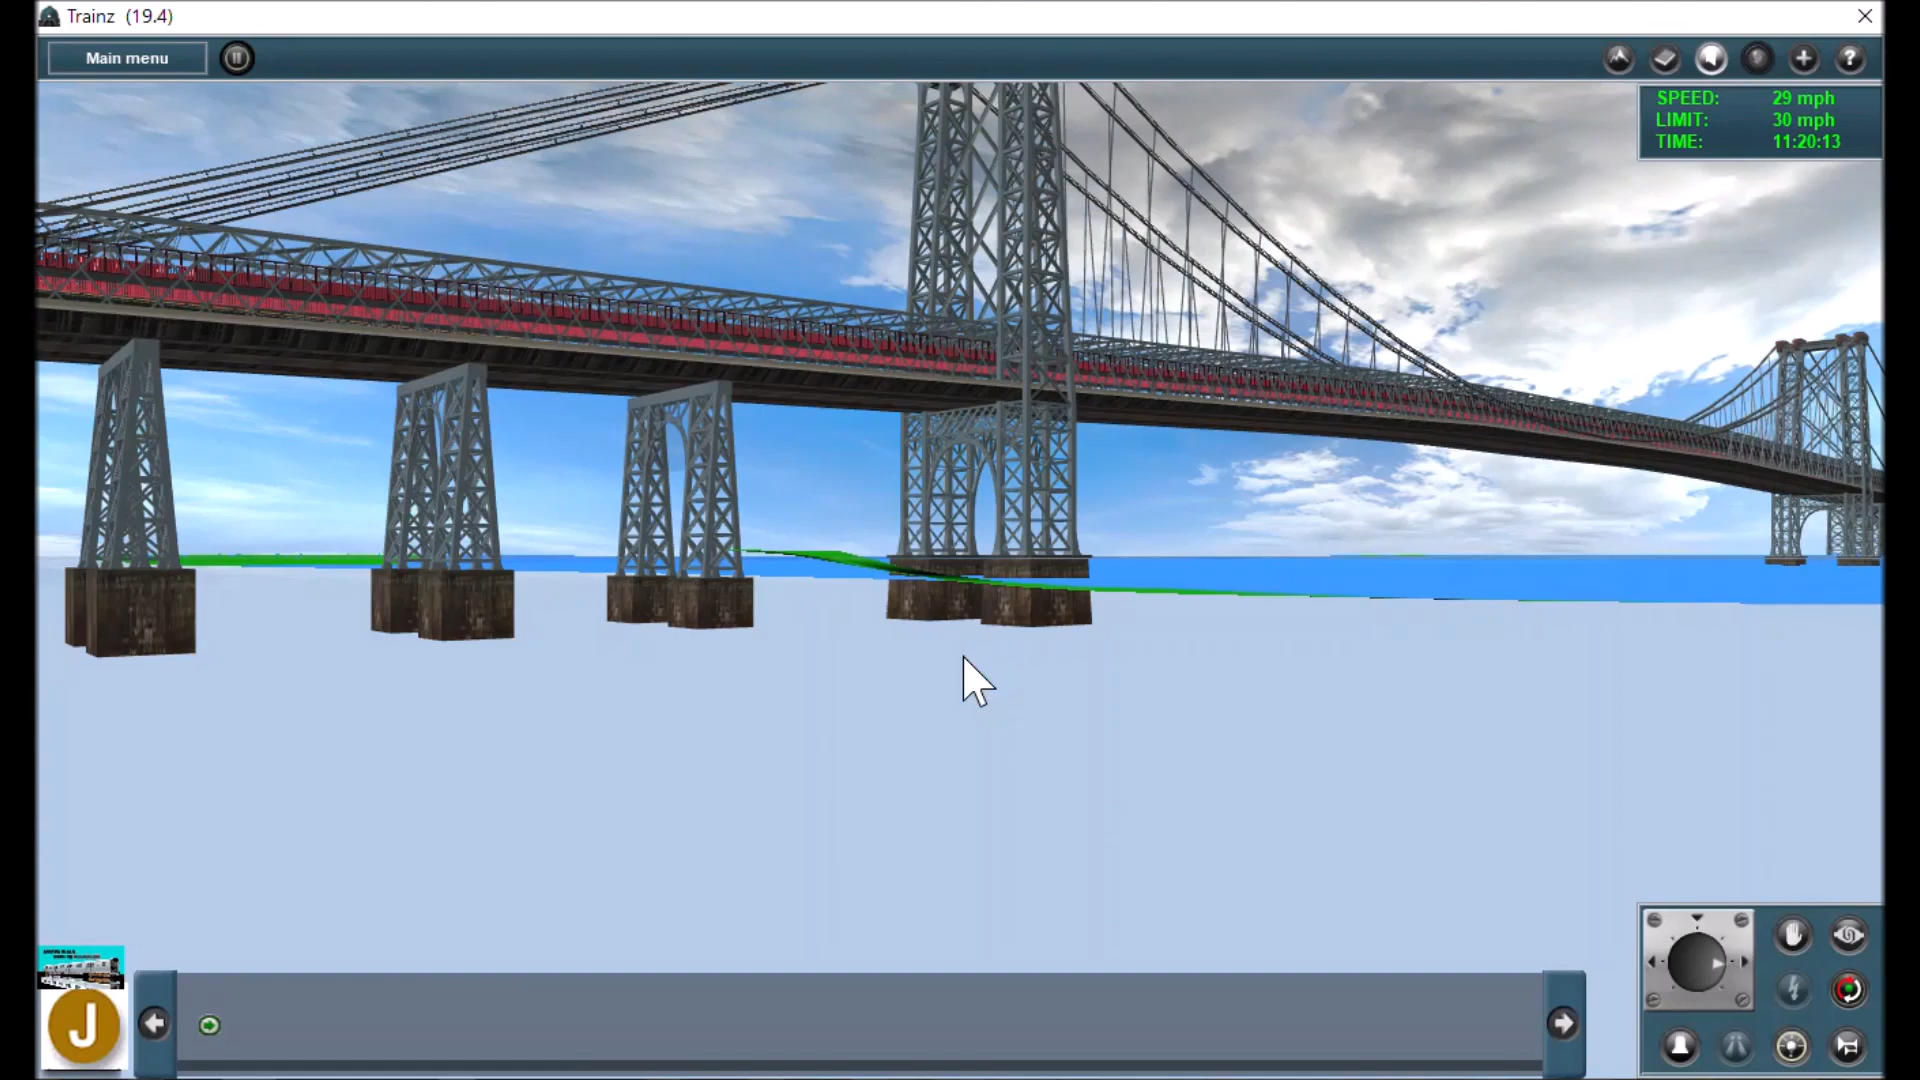 Trainz (19.4)
Main menu
?
SPEED: 29 mph
LIMIT: 30 mph
TIME: 11:20:13
J